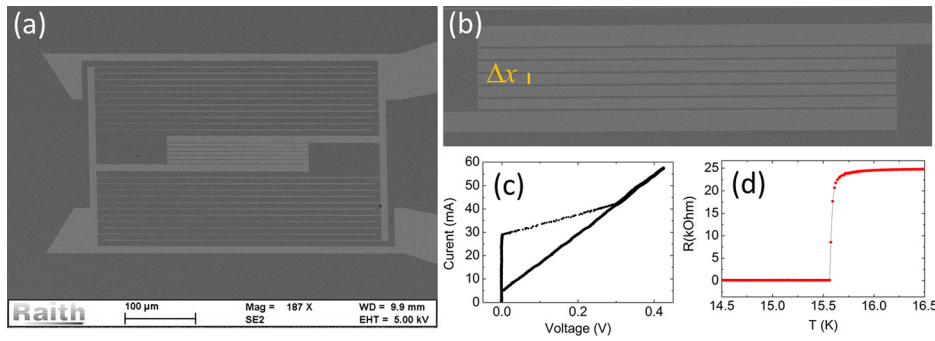 (a)
Raith
100 µm
Mag = 187 X
SE2
WD = 9.9 mm
EHT = 5.00 kV
(b)
Δx
(c)
Curent (mA)
60
50
40
30
20
10
0
0.0
0.2
0.4
Voltage (V)
(d)
R(kOhm)
25
20
15
10
5
0
14.5
15.0
15.5
16.0
16.5
T (K)